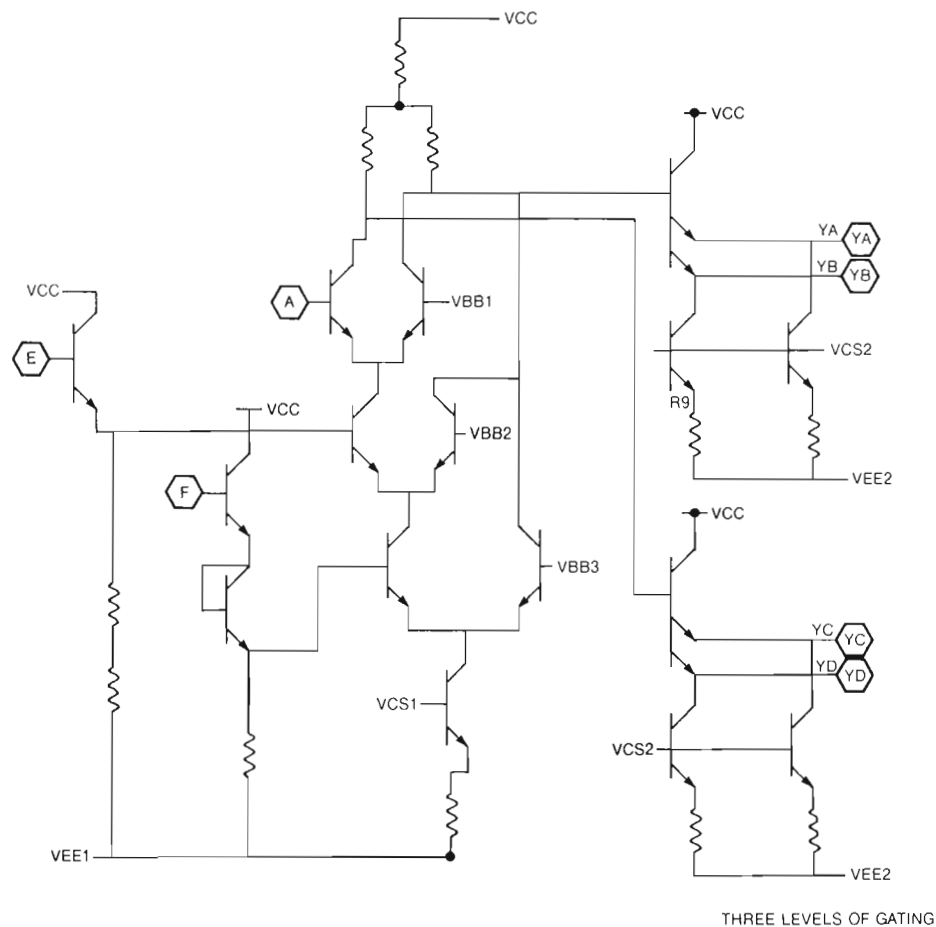 VCC
VCC
YA
YA
YB
YB
VCC
A
VBB1
E
VCS2
R9
VCC
VBB2
F
VEE2
VCC
VBB3
YC
YC
YD
YD
VCS1
VCS2
VEE1
VEE2
THREE LEVELS OF GATING